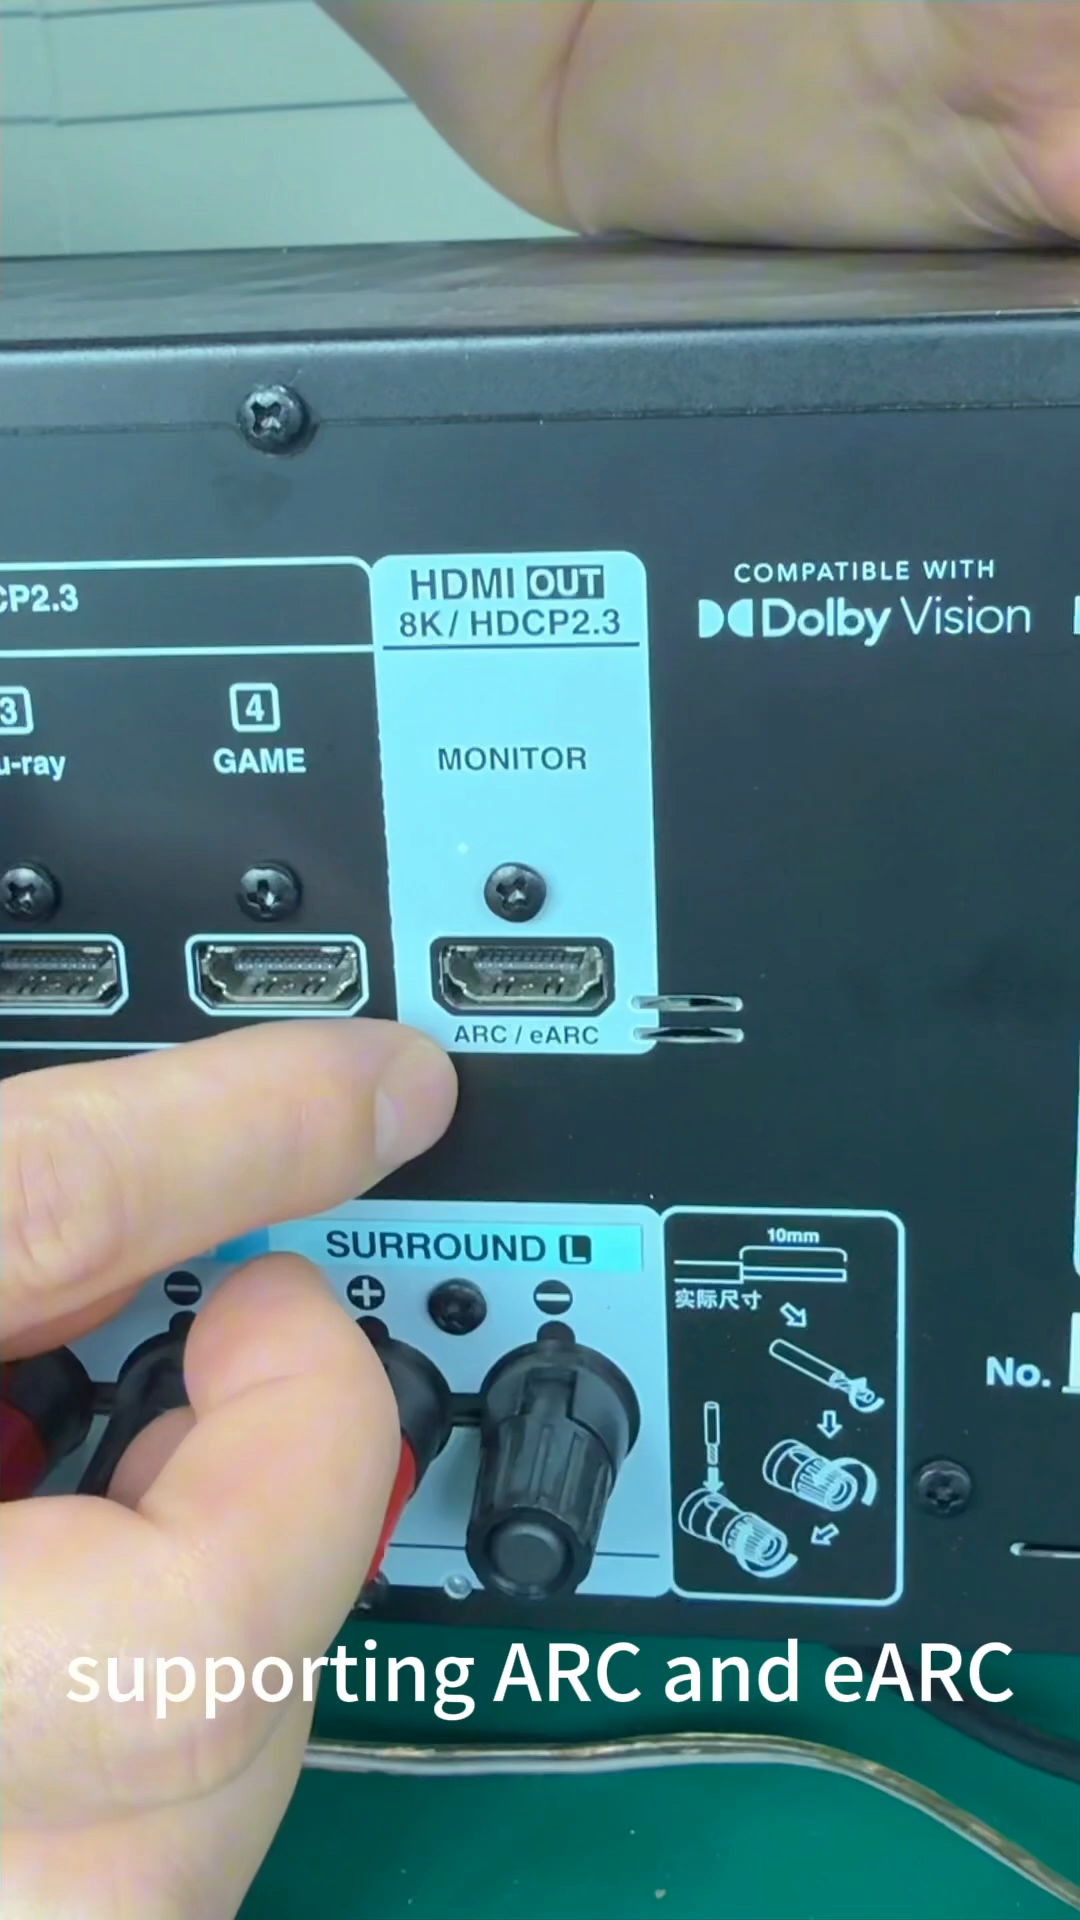 CP2.3
HDMI OUT
8K / HDCP2.3
COMPATIBLE WITH
Dolby Vision
3
4
u-ray
GAME
MONITOR
ARC / eARC
SURROUND L
10mm
实际尺寸
No.
supporting ARC and eARC